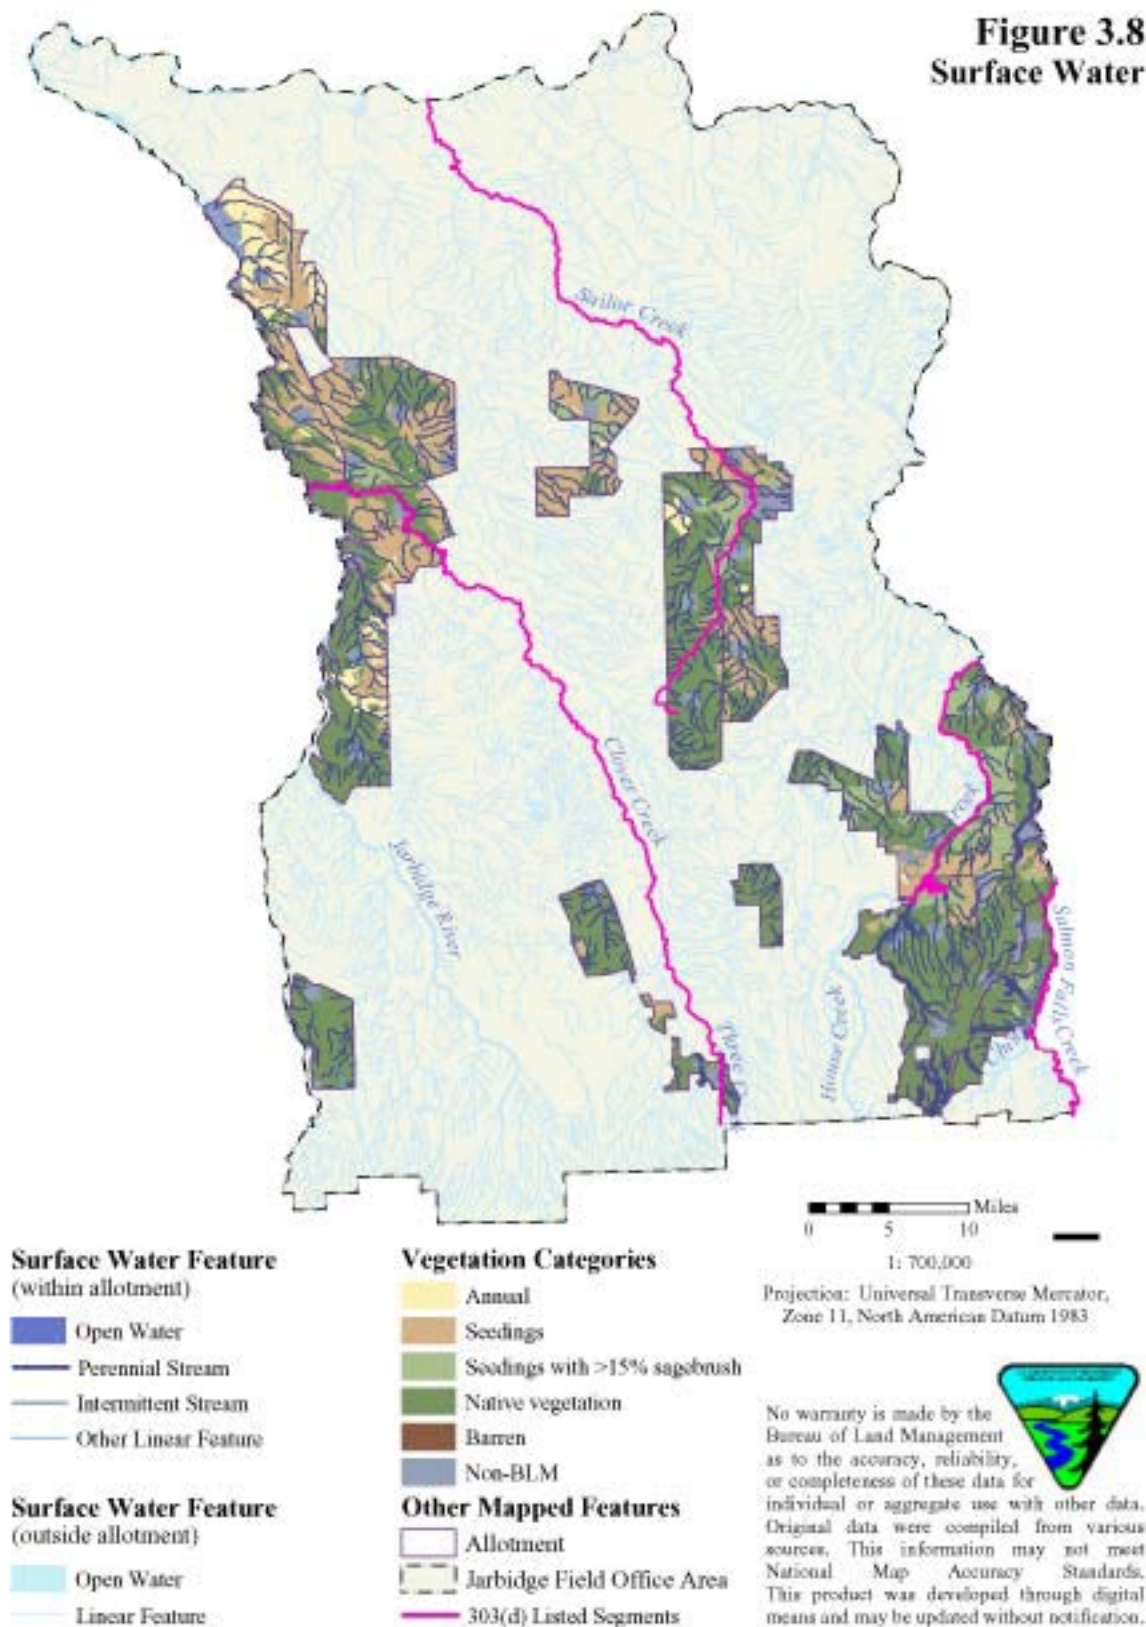 Figure 3.8
Surface Water
Sailor Creek
Clover Creek
Jarbidge River
Creek
Salmon Falls Creek
House Creek
Three
Miles
0 5 10
1: 700,000
Projection: Universal Transverse Mercator,
Zone 11, North American Datum 1983
Surface Water Feature
(within allotment)
Open Water
Perennial Stream
Intermittent Stream
Other Linear Feature
Surface Water Feature
(outside allotment)
Open Water
Linear Feature
Vegetation Categories
Annual
Seedings
Seedings with >15% sagebrush
Native vegetation
Barren
Non-BLM
Other Mapped Features
Allotment
Jarbidge Field Office Area
303(d) Listed Segments
No warranty is made by the
Bureau of Land Management
as to the accuracy, reliability,
or completeness of these data for
individual or aggregate use with other data.
Original data were compiled from various
sources. This information may not meet
National Map Accuracy Standards.
This product was developed through digital
means and may be updated without notification.